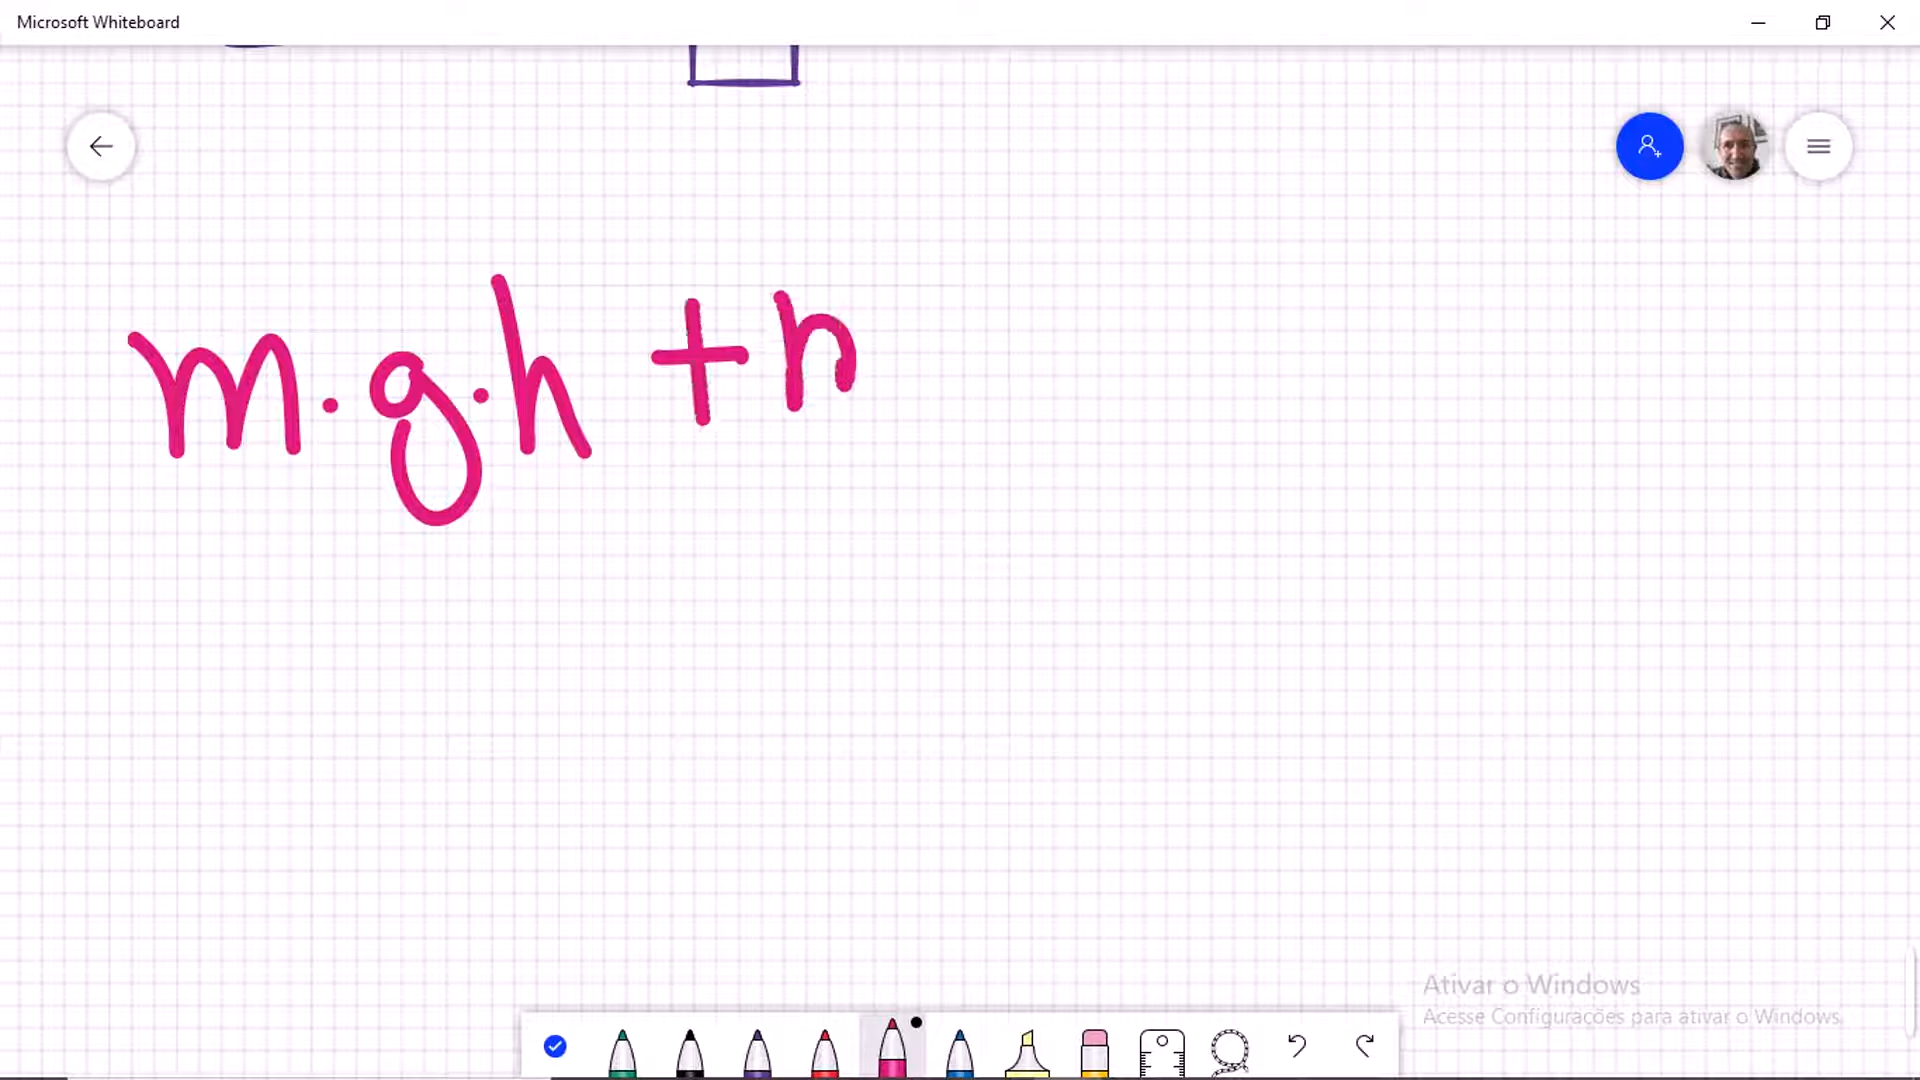 Microsoft Whiteboard
m.g.h + n
Ativar o Windows
Acesse Configurações para ativar o Windows.